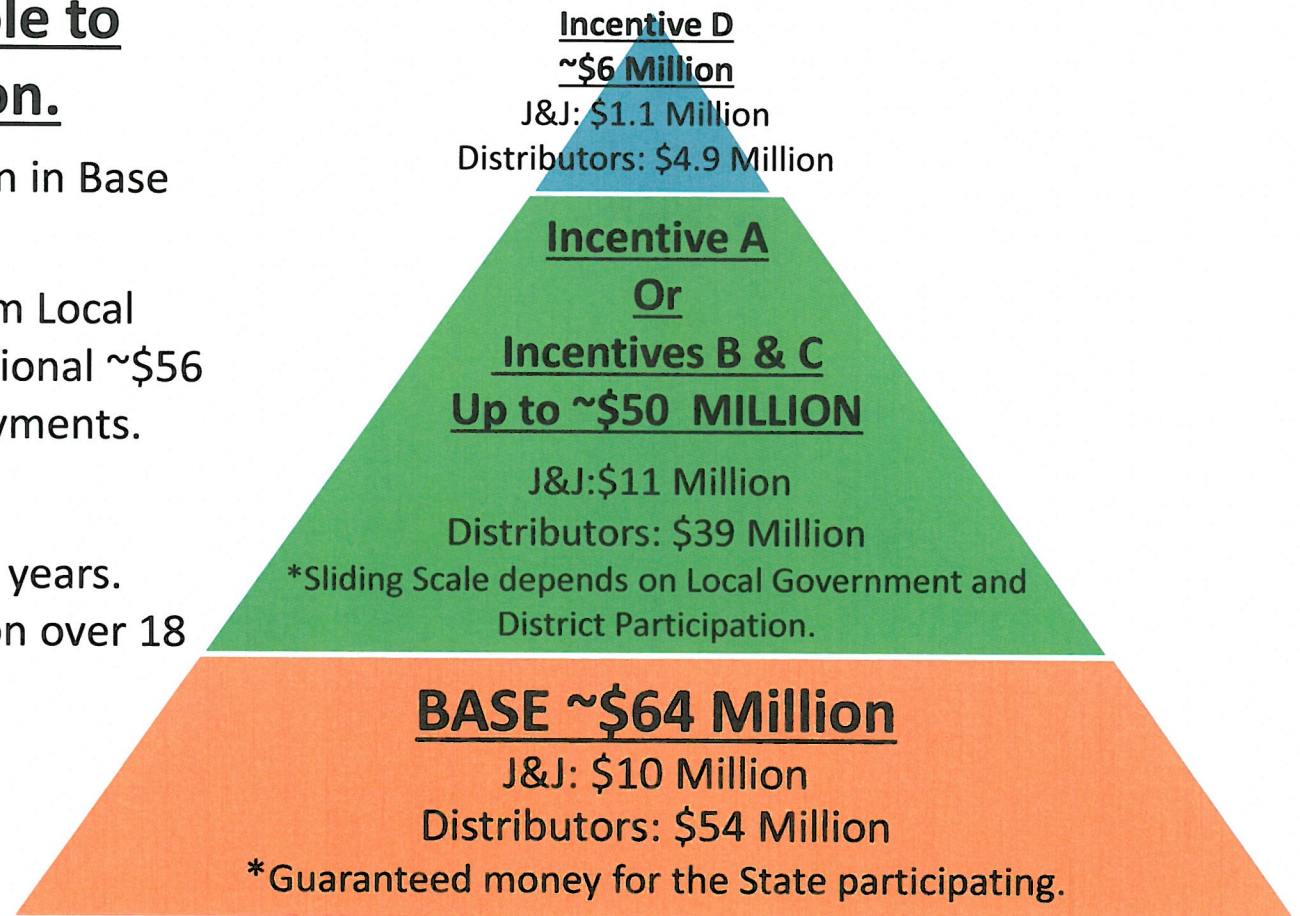 le to
on.
n in Base
m Local
ional ~$56
yments.
years.
on over 18
Incentive D
~$6 Million
J&J: $1.1 Million
Distributors: $4.9 Million
Incentive A
Or
Incentives B & C
Up to ~$50 MILLION
J&J:$11 Million
Distributors: $39 Million
*Sliding Scale depends on Local Government and
District Participation.
BASE ~$64 Million
J&J: $10 Million
Distributors: $54 Million
*Guaranteed money for the State participating.